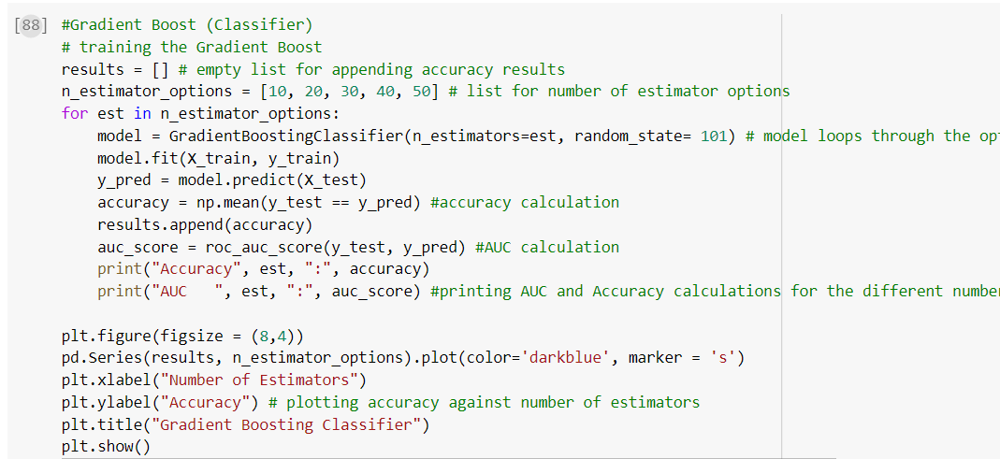 [88] #Gradient Boost (Classifier)
# training the Gradient Boost
results = [] # empty list for appending accuracy results
n_estimator_options = [10, 20, 30, 40, 50] # list for number of estimator options
for est in n_estimator_options:
    model = GradientBoostingClassifier(n_estimators=est, random_state= 101) # model loops through the
    model.fit(X_train, y_train)
    y_pred = model.predict(X_test)
    accuracy = np.mean(y_test == y_pred) #accuracy calculation
    results.append(accuracy)
    auc_score = roc_auc_score(y_test, y_pred) #AUC calculation
    print("Accuracy", est, ":", accuracy)
    print("AUC   ", est, ":", auc_score) #printing AUC and Accuracy calculations for the different

plt.figure(figsize = (8,4))
pd.Series(results, n_estimator_options).plot(color='darkblue', marker = 's')
plt.xlabel("Number of Estimators")
plt.ylabel("Accuracy") # plotting accuracy against number of estimators
plt.title("Gradient Boosting Classifier")
plt.show()